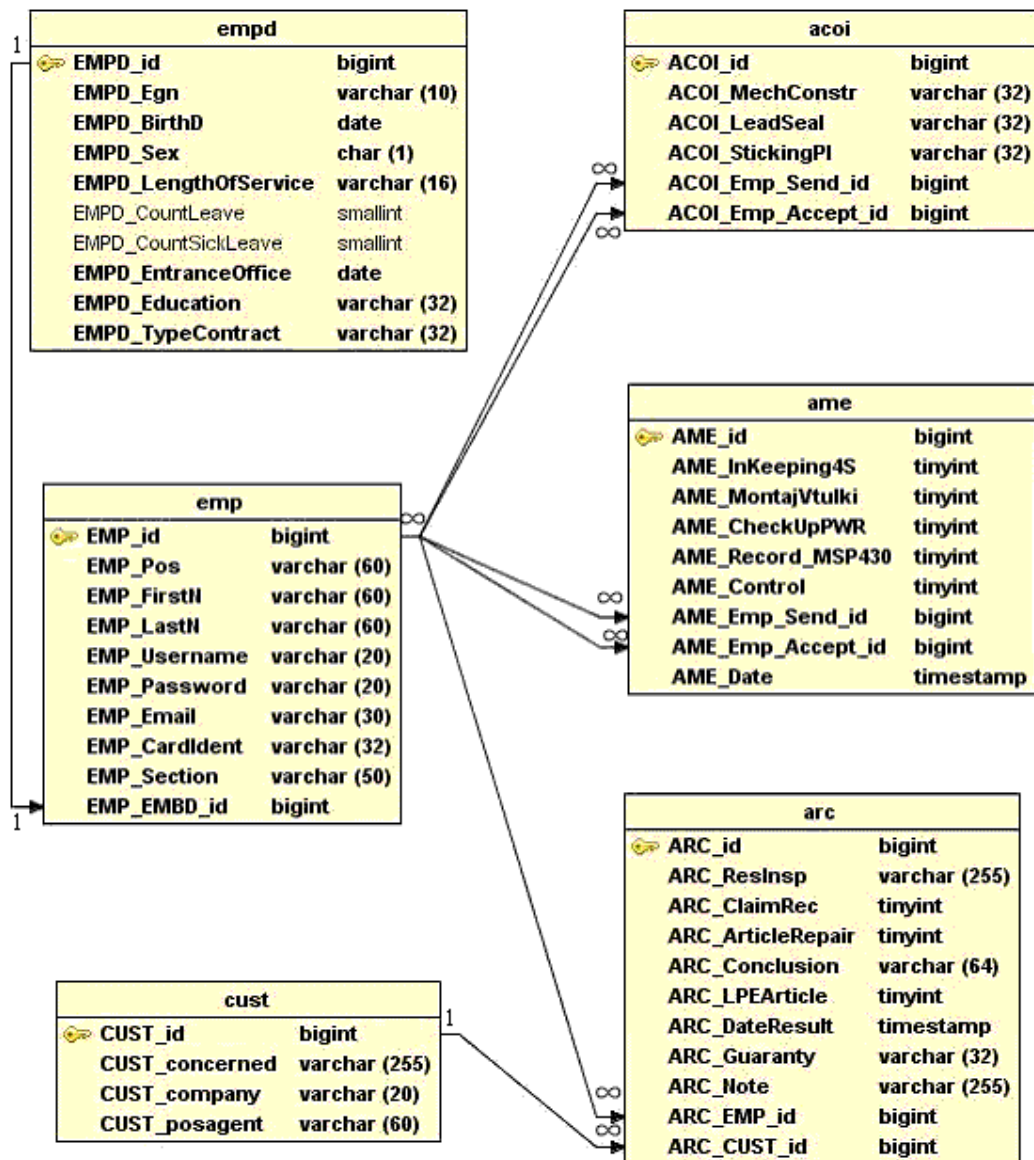 empd
1
EMPD_id bigint
EMPD_Egn varchar (10)
EMPD_BirthD date
EMPD_Sex char (1)
EMPD_LengthOfService varchar (16)
EMPD_CountLeave smallint
EMPD_CountSickLeave smallint
EMPD_EntranceOffice date
EMPD_Education varchar (32)
EMPD_TypeContract varchar (32)
acoi
ACOI_id bigint
ACOI_MechConstr varchar (32)
ACOI_LeadSeal varchar (32)
ACOI_StickingPl varchar (32)
∞
ACOI_Emp_Send_id bigint
ACOI_Emp_Accept_id bigint
∞
ame
AME_id bigint
AME_InKeeping4S tinyint
AME_MontajVtulki tinyint
AME_CheckUpPWR tinyint
AME_Record_MSP430 tinyint
AME_Control tinyint
∞
AME_Emp_Send_id bigint
∞
AME_Emp_Accept_id bigint
AME_Date timestamp
emp
∞
EMP_id bigint
EMP_Pos varchar (60)
EMP_FirstN varchar (60)
EMP_LastN varchar (60)
EMP_Username varchar (20)
EMP_Password varchar (20)
EMP_Email varchar (30)
EMP_CardIdent varchar (32)
EMP_Section varchar (50)
EMP_EMBD_id bigint
1
arc
ARC_id bigint
ARC_ResInsp varchar (255)
ARC_ClaimRec tinyint
ARC_ArticleRepair tinyint
ARC_Conclusion varchar (64)
ARC_LPEArticle tinyint
ARC_DateResult timestamp
ARC_Guaranty varchar (32)
ARC_Note varchar (255)
∞
ARC_EMP_id bigint
∞
ARC_CUST_id bigint
cust
1
CUST_id bigint
CUST_concerned varchar (255)
CUST_company varchar (20)
CUST_posagent varchar (60)